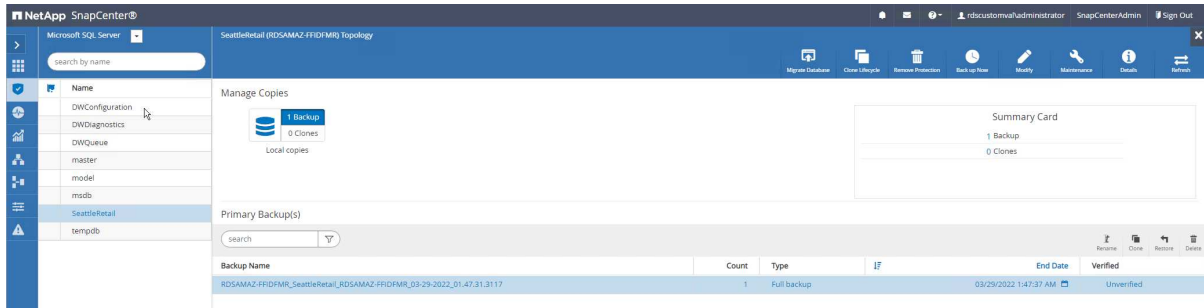 NetApp SnapCenter®
rdscustomval\administrator SnapCenterAdmin Sign Out
Microsoft SQL Server
SeattleRetail (RDSAMAZ-FFIDFMR) Topology
search by name
Migrate Database Clone Lifecycle Remove Protection Back up Now Modify Maintenance Details Refresh
Name
DWConfiguration
DWDiagnostics
DWQueue
master
model
msdb
SeattleRetail
tempdb
Manage Copies
1 Backup
0 Clones
Local copies
Summary Card
1 Backup
0 Clones
Primary Backup(s)
search
Rename Clone Restore Delete
Backup Name Count Type End Date Verified
RDSAMAZ-FFIDFMR_SeattleRetail_RDSAMAZ-FFIDFMR_03-29-2022_01.47.31.3117 1 Full backup 03/29/2022 1:47:37 AM Unverified